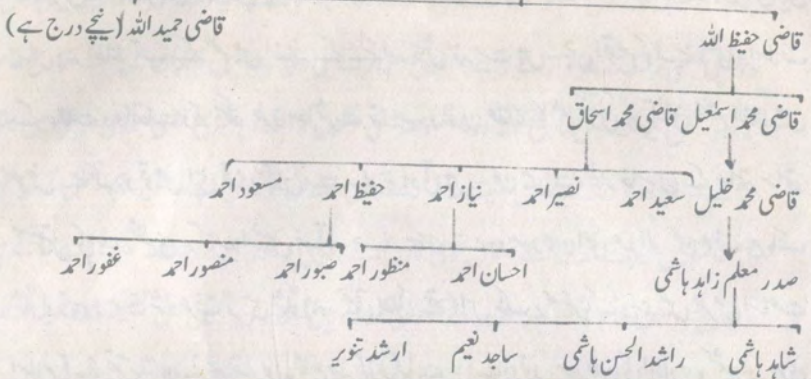 قاضی حفیظ اللہ قاضی حمید اللہ (نیچے درج ہے)
قاضی محمد اسمٰعیل قاضی محمد اسحاق
قاضی محمد خلیل سعید احمد نصیر احمد نیاز احمد حفیظ احمد مسعود احمد
صدر معلم زاہد ہاشمی احسان احمد منظور احمد صبور احمد منصور احمد غفور احمد
شاہد ہاشمی راشد الحسن ہاشمی ساجد نعیم ارشد تنویر